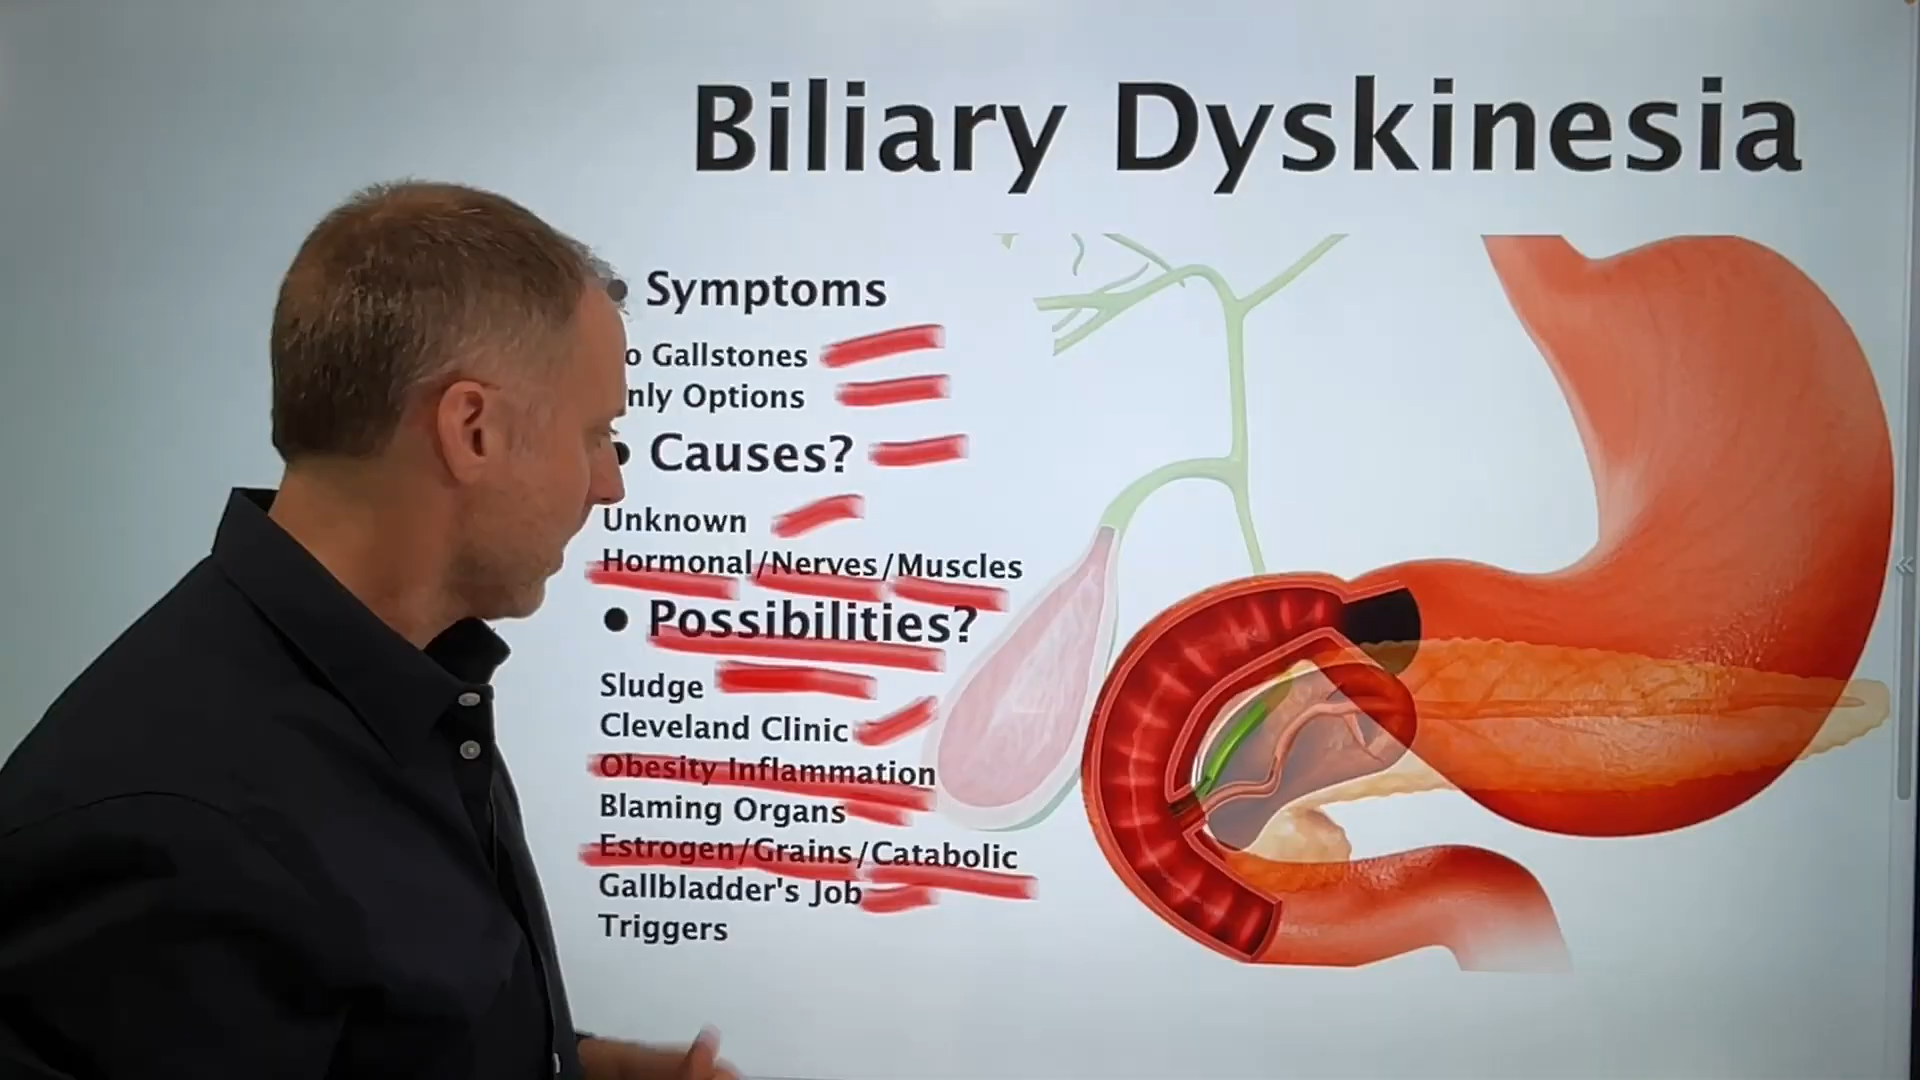 Biliary Dyskinesia
• Symptoms
o Gallstones
nly Options
• Causes?
Unknown
Hormonal/Nerves/Muscles
• Possibilities?
Sludge
Cleveland Clinic
Obesity Inflammation
Blaming Organs
Estrogen/Grains/Catabolic
Gallbladder's Job
Triggers